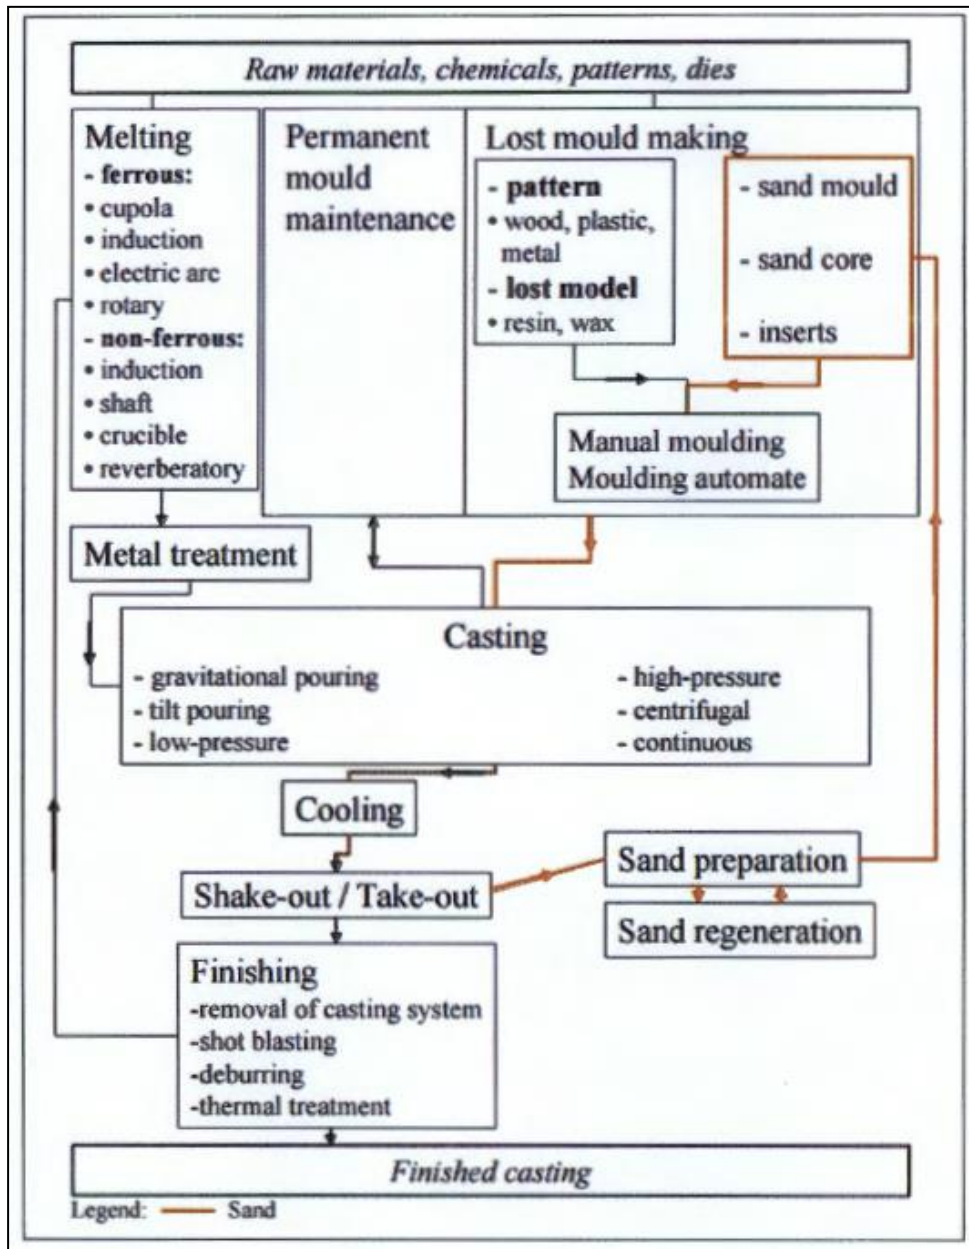 Raw materials, chemicals, patterns, dies
Melting
- ferrous:
• cupola
• induction
• electric arc
• rotary
- non-ferrous:
• induction
• shaft
• crucible
• reverberatory
Permanent
mould
maintenance
Lost mould making
- pattern
• wood, plastic,
metal
- lost model
• resin, wax
- sand mould
- sand core
- inserts
Manual moulding
Moulding automate
Metal treatment
Casting
- gravitational pouring
- tilt pouring
- low-pressure
- high-pressure
- centrifugal
- continuous
Cooling
Shake-out / Take-out
Sand preparation
Sand regeneration
Finishing
-removal of casting system
-shot blasting
-deburring
-thermal treatment
Finished casting
Legend: Sand